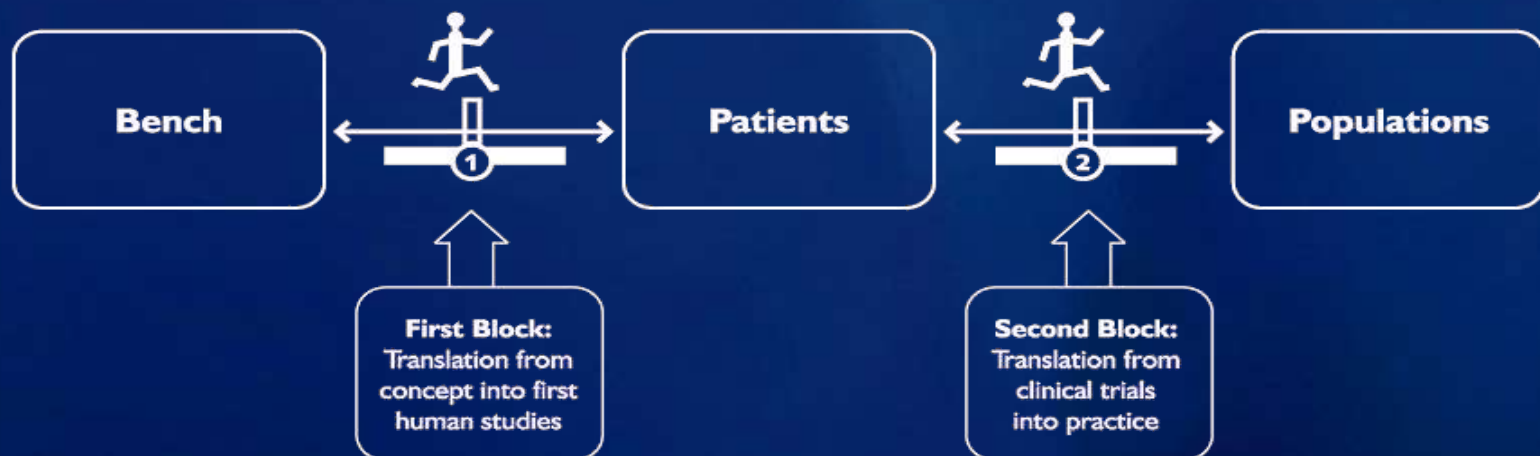 Bench
Patients
Populations
1
2
First Block:
Translation from
concept into first
human studies
Second Block:
Translation from
clinical trials
into practice